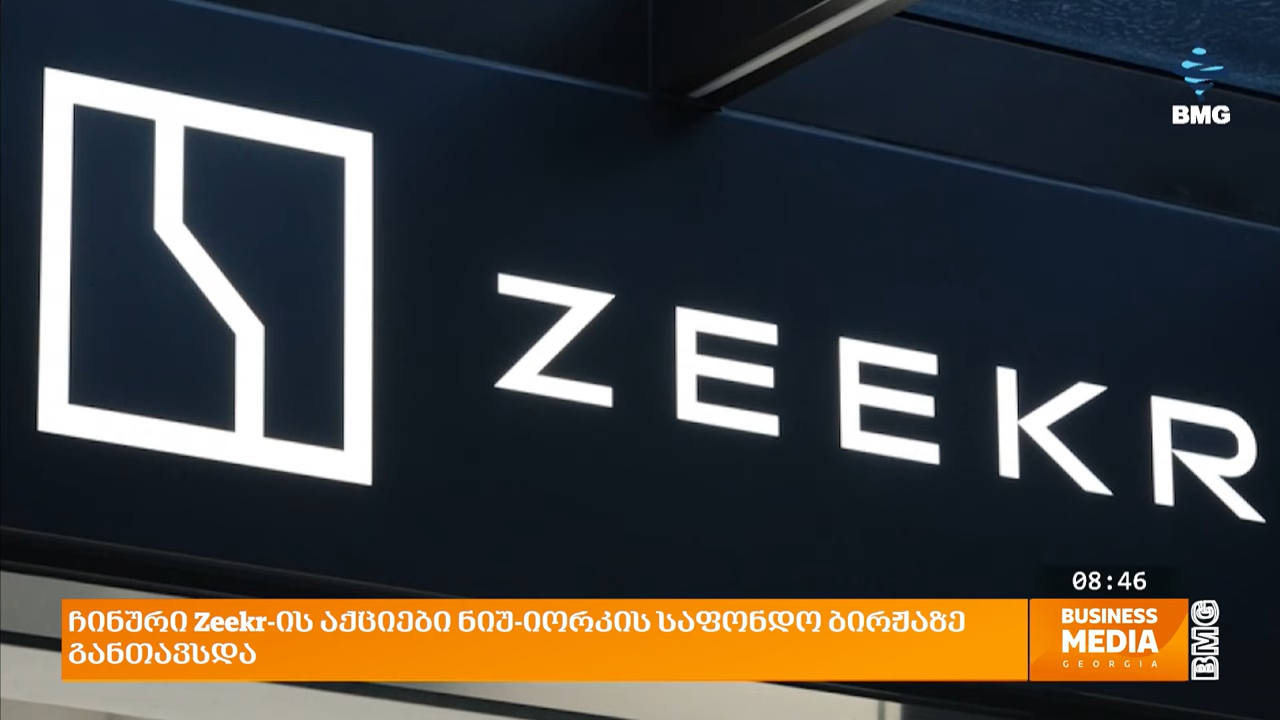 BMG
ZEEKR
08:46
ჩინური Zeekr-ის აქციები ნიუ-იორკის საფონდო ბირჟაზე
განთავსდა
BUSINESS
MEDIA
GEORGIA
BMG